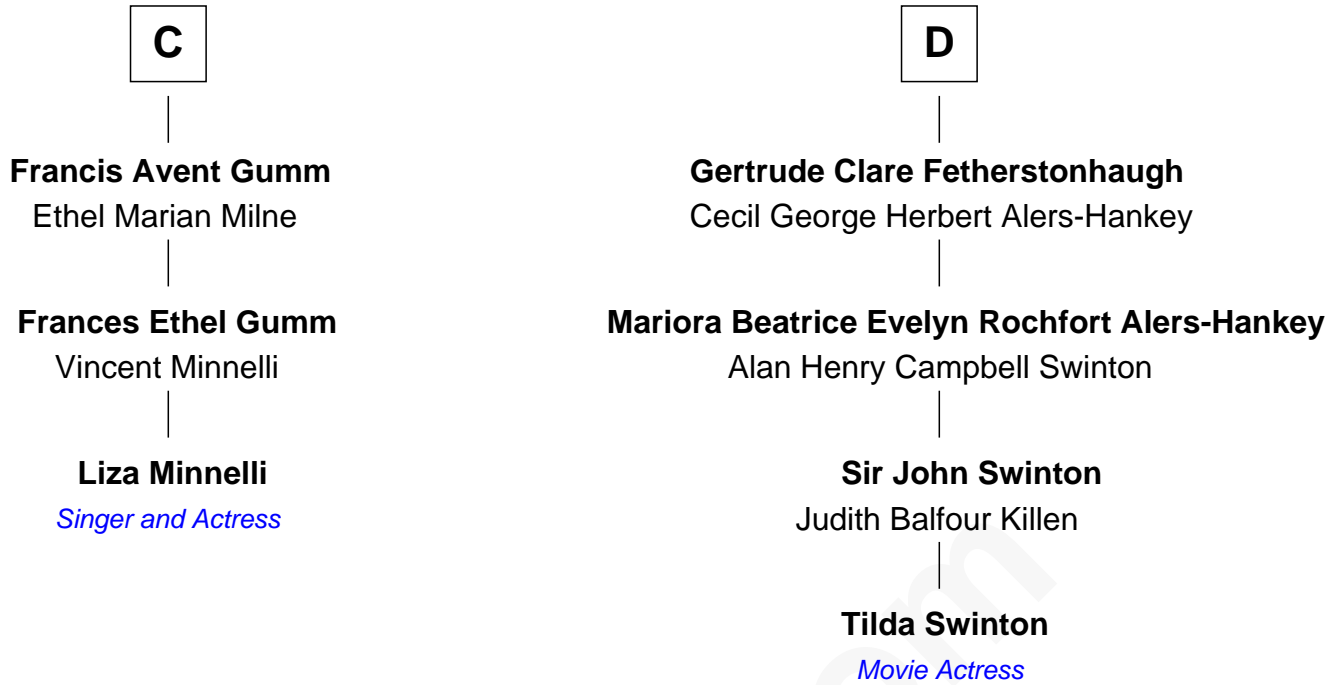 C
Francis Avent Gumm
Ethel Marian Milne
Frances Ethel Gumm
Vincent Minnelli
Liza Minnelli
Singer and Actress
D
Gertrude Clare Fetherstonhaugh
Cecil George Herbert Alers-Hankey
Mariora Beatrice Evelyn Rochfort Alers-Hankey
Alan Henry Campbell Swinton
Sir John Swinton
Judith Balfour Killen
Tilda Swinton
Movie Actress
om